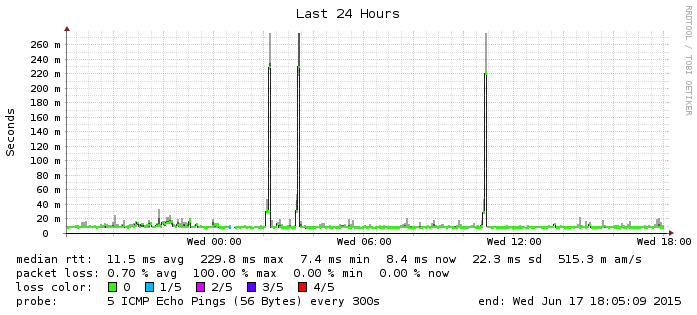 Last 24 Hours
RRDTOOL / TOBI OETIKER
Seconds
260 m
240 m
220 m
200 m
180 m
160 m
140 m
120 m
100 m
80 m
60 m
40 m
20 m
0
Wed 00:00 Wed 06:00 Wed 12:00 Wed 18:00
median rtt: 11.5 ms avg 229.8 ms max 7.4 ms min 8.4 ms now 22.3 ms sd 515.3 m am/s
packet loss: 0.70 % avg 100.00 % max 0.00 % min 0.00 % now
loss color: 0 1/5 2/5 3/5 4/5
probe: 5 ICMP Echo Pings (56 Bytes) every 300s end: Wed Jun 17 18:05:09 2015